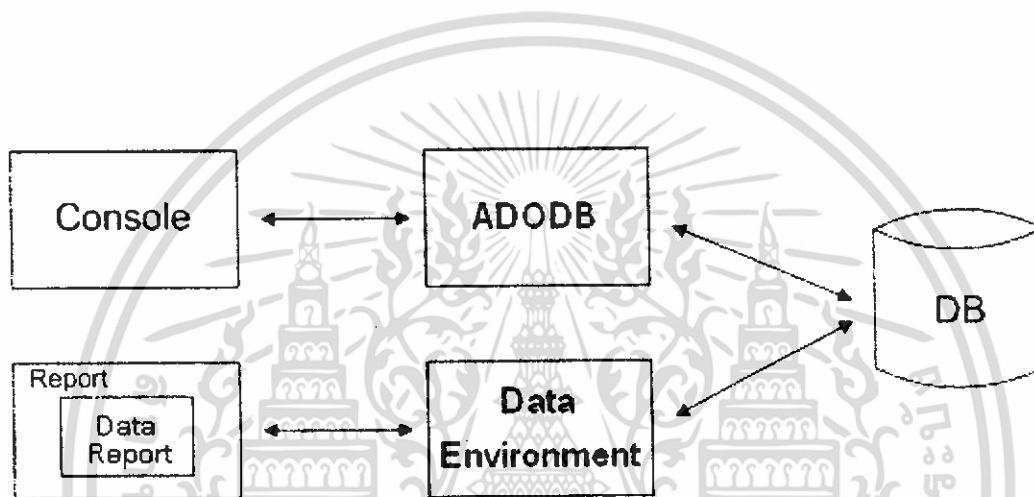 Console
ADODB
DB
Report
Data
Report
Data
Environment